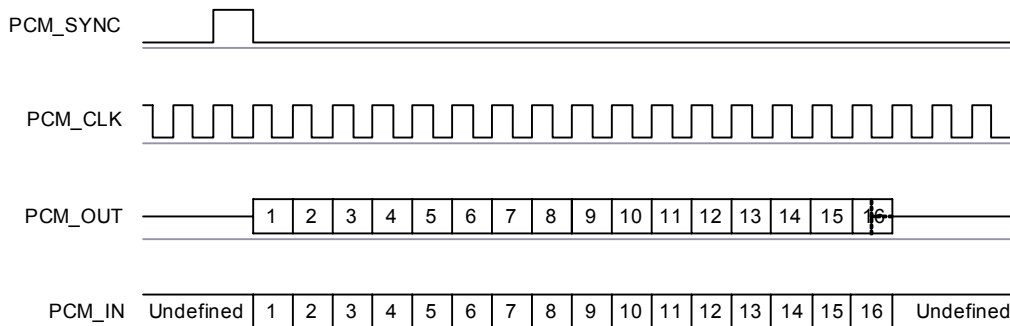 PCM_SYNC
PCM_CLK
PCM_OUT 1 2 3 4 5 6 7 8 9 10 11 12 13 14 15 16
PCM_IN Undefined 1 2 3 4 5 6 7 8 9 10 11 12 13 14 15 16 Undefined